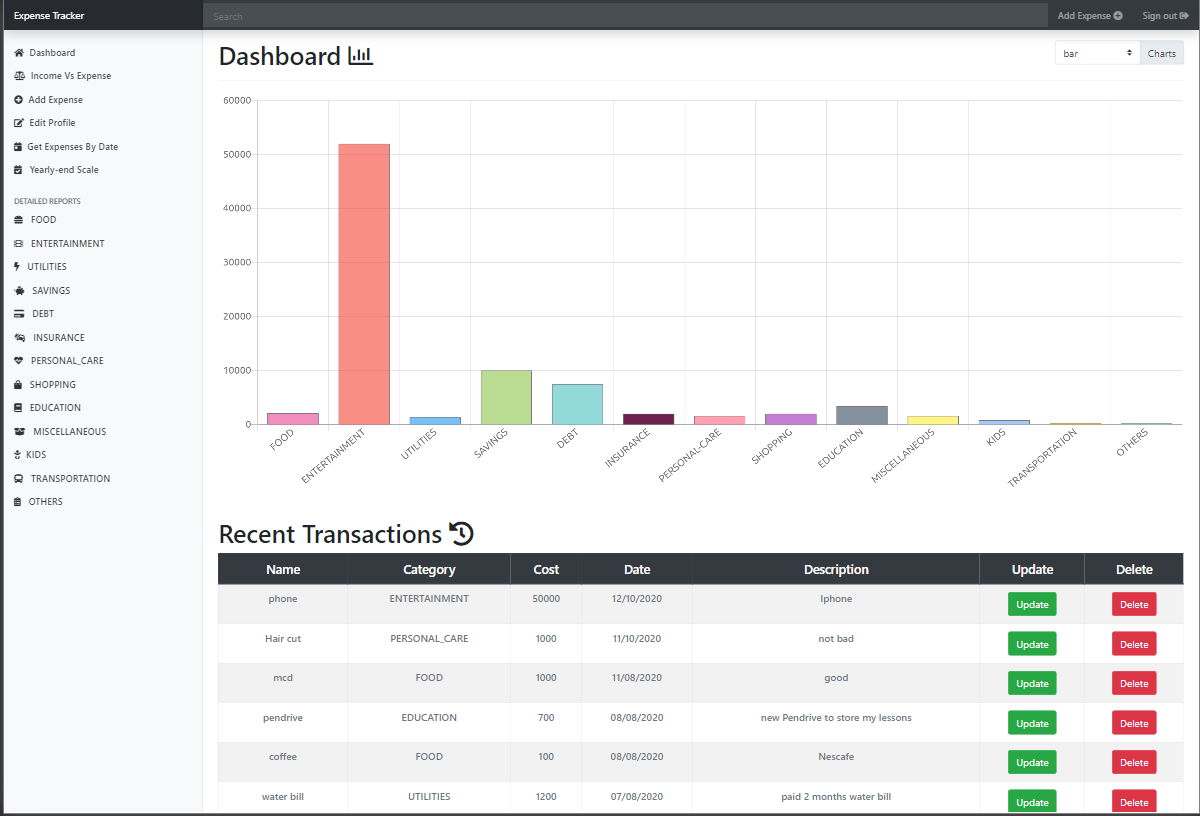 Expense Tracker
Search
Add Expense
Sign out
Dashboard
Income Vs Expense
Add Expense
Edit Profile
Get Expenses By Date
Yearly-end Scale
DETAILED REPORTS
FOOD
ENTERTAINMENT
UTILITIES
SAVINGS
DEBT
INSURANCE
PERSONAL_CARE
SHOPPING
EDUCATION
MISCELLANEOUS
KIDS
TRANSPORTATION
OTHERS
Dashboard
bar
Charts
60000
50000
40000
30000
20000
10000
0
FOOD
ENTERTAINMENT
UTILITIES
SAVINGS
DEBT
INSURANCE
PERSONAL-CARE
SHOPPING
EDUCATION
MISCELLANEOUS
KIDS
TRANSPORTATION
OTHERS
Recent Transactions
Name Category Cost Date Description Update Delete
phone ENTERTAINMENT 50000 12/10/2020 Iphone Update Delete
Hair cut PERSONAL_CARE 1000 11/10/2020 not bad Update Delete
mcd FOOD 1000 11/08/2020 good Update Delete
pendrive EDUCATION 700 08/08/2020 new Pendrive to store my lessons Update Delete
coffee FOOD 100 08/08/2020 Nescafe Update Delete
water bill UTILITIES 1200 07/08/2020 paid 2 months water bill Update Delete